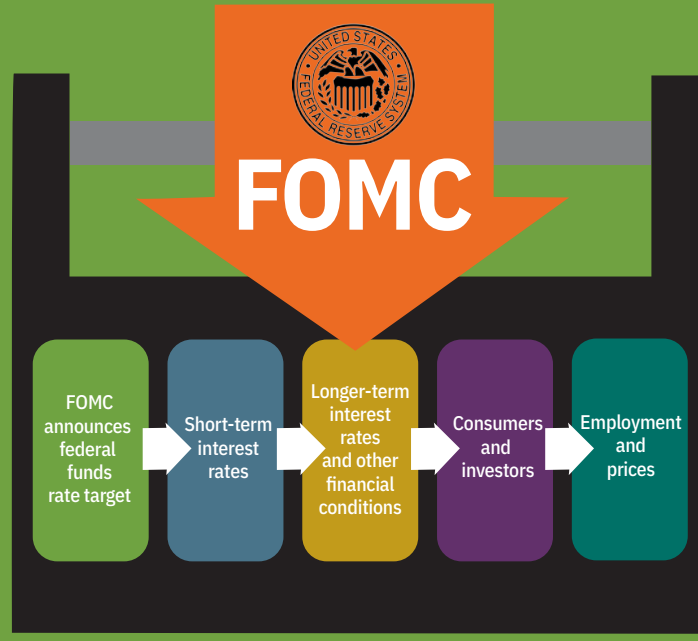 UNITED STATES
FEDERAL RESERVE SYSTEM
FOMC
FOMC
announces
federal
funds
rate target
Short-term
interest
rates
Longer-term
interest
rates
and other
financial
conditions
Consumers
and
investors
Employment
and
prices